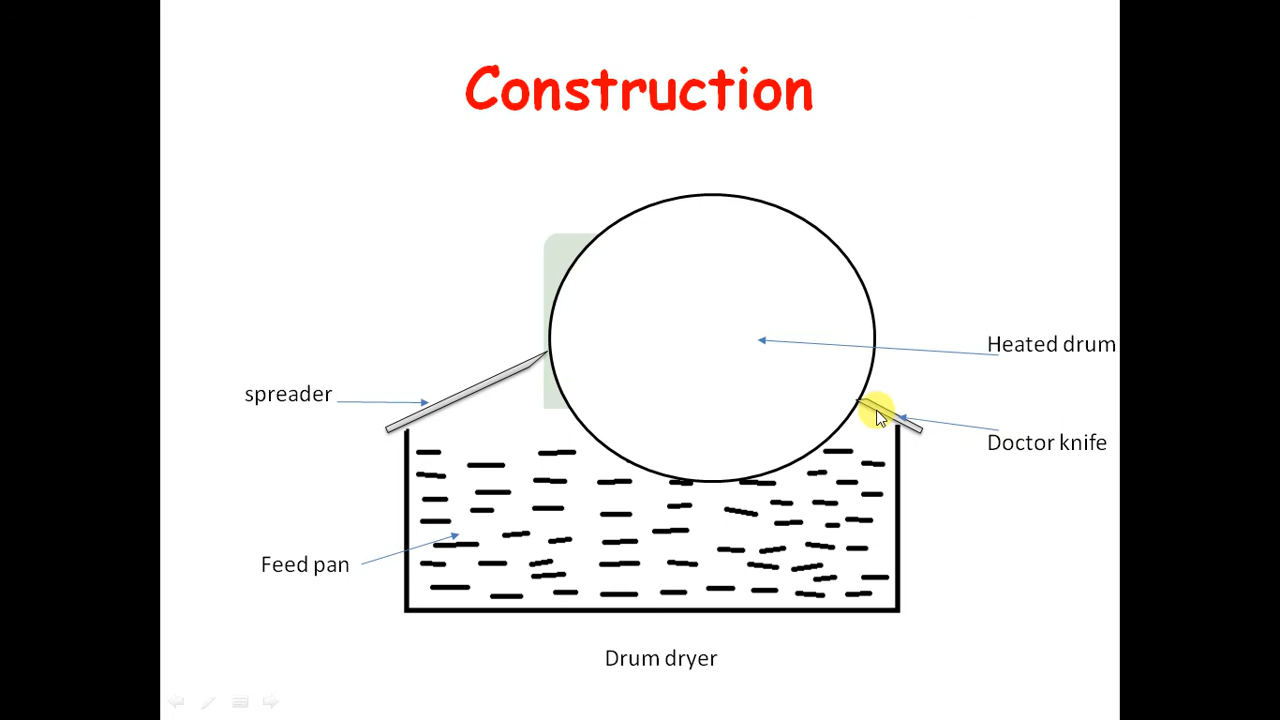 Construction
Heated drum
spreader
Doctor knife
Feed pan
Drum dryer